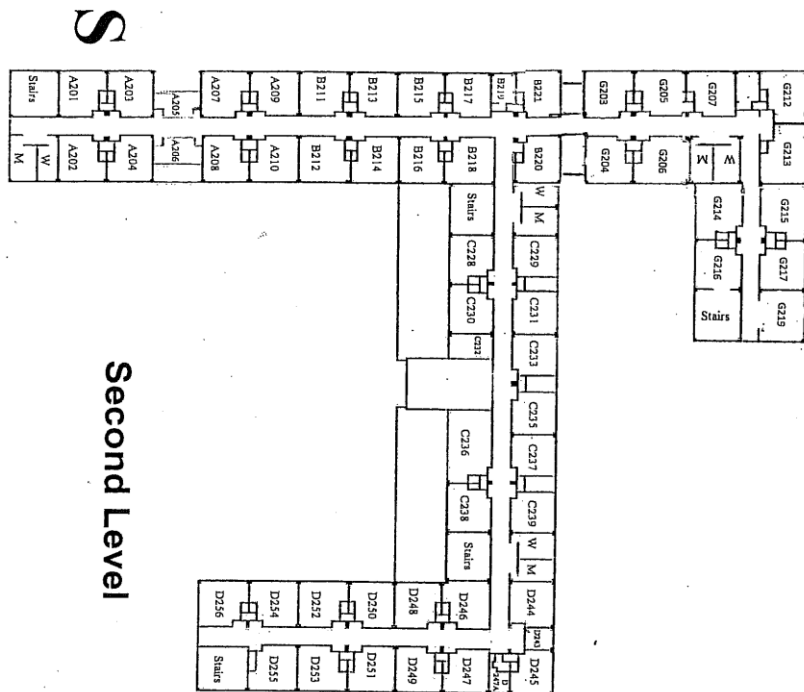 S
Second Level
Stairs
A201
A203
A205
A207
A209
B211
B213
B215
B217
B219
B221
G203
G205
G207
G212
M
W
A202
A204
A206
A208
A210
B212
B214
B216
B218
B220
G204
G206
M
W
G213
Stairs
W
M
G214
G215
C228
C229
G216
G217
C230
C231
Stairs
G219
C232
C233
C235
C236
C237
C238
C239
Stairs
W
M
D256
D254
D252
D250
D248
D246
D244
D243
Stairs
D255
D253
D251
D249
D247
D
247A
D245